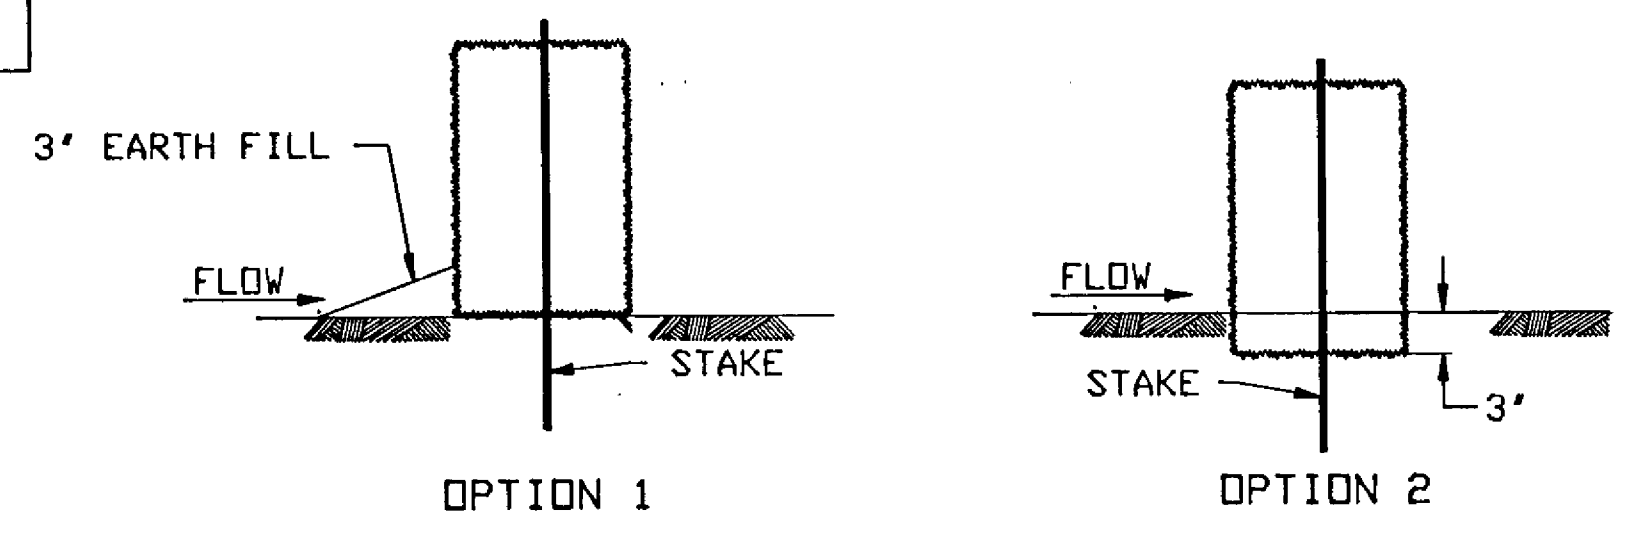 3" EARTH FILL
FLOW
STAKE
OPTION 1
FLOW
STAKE
3"
OPTION 2